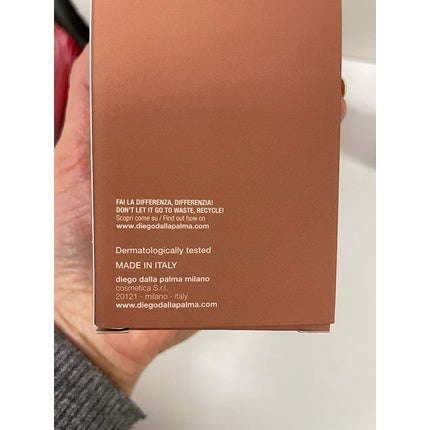 FAI LA DIFFERENZA, DIFFERENZIA!
DON'T LET IT GO TO WASTE, RECYCLE!
Scopri come su / Find out how on
www.diegodallapalma.com
Dermatologically tested
MADE IN ITALY
diego dalla palma milano
cosmetica S.r.l.
20121 - milano - italy
www.diegodallapalma.com